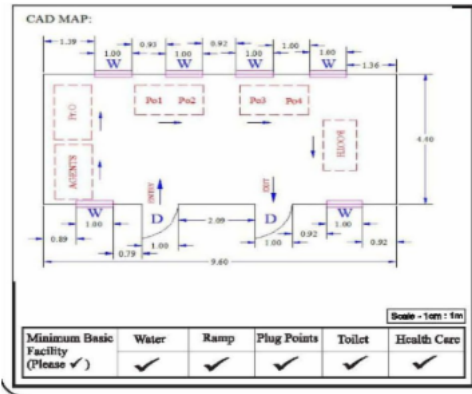 CAD MAP:
1.39 0.93 0.92 1.00
1.00 1.00 1.00 1.00
W W W W
1.36
Po1 Po2 Po3 Po4
BOOTH
AGENTS
4.40
ENTRY EXIT
W D D W
1.00 2.09 1.00
0.89 1.00 1.00 0.92 0.92
0.79
9.60
Scale - 1cm : 1m
Minimum Basic Facility (Please ✓) Water Ramp Plug Points Toilet Health Care
✓ ✓ ✓ ✓ ✓